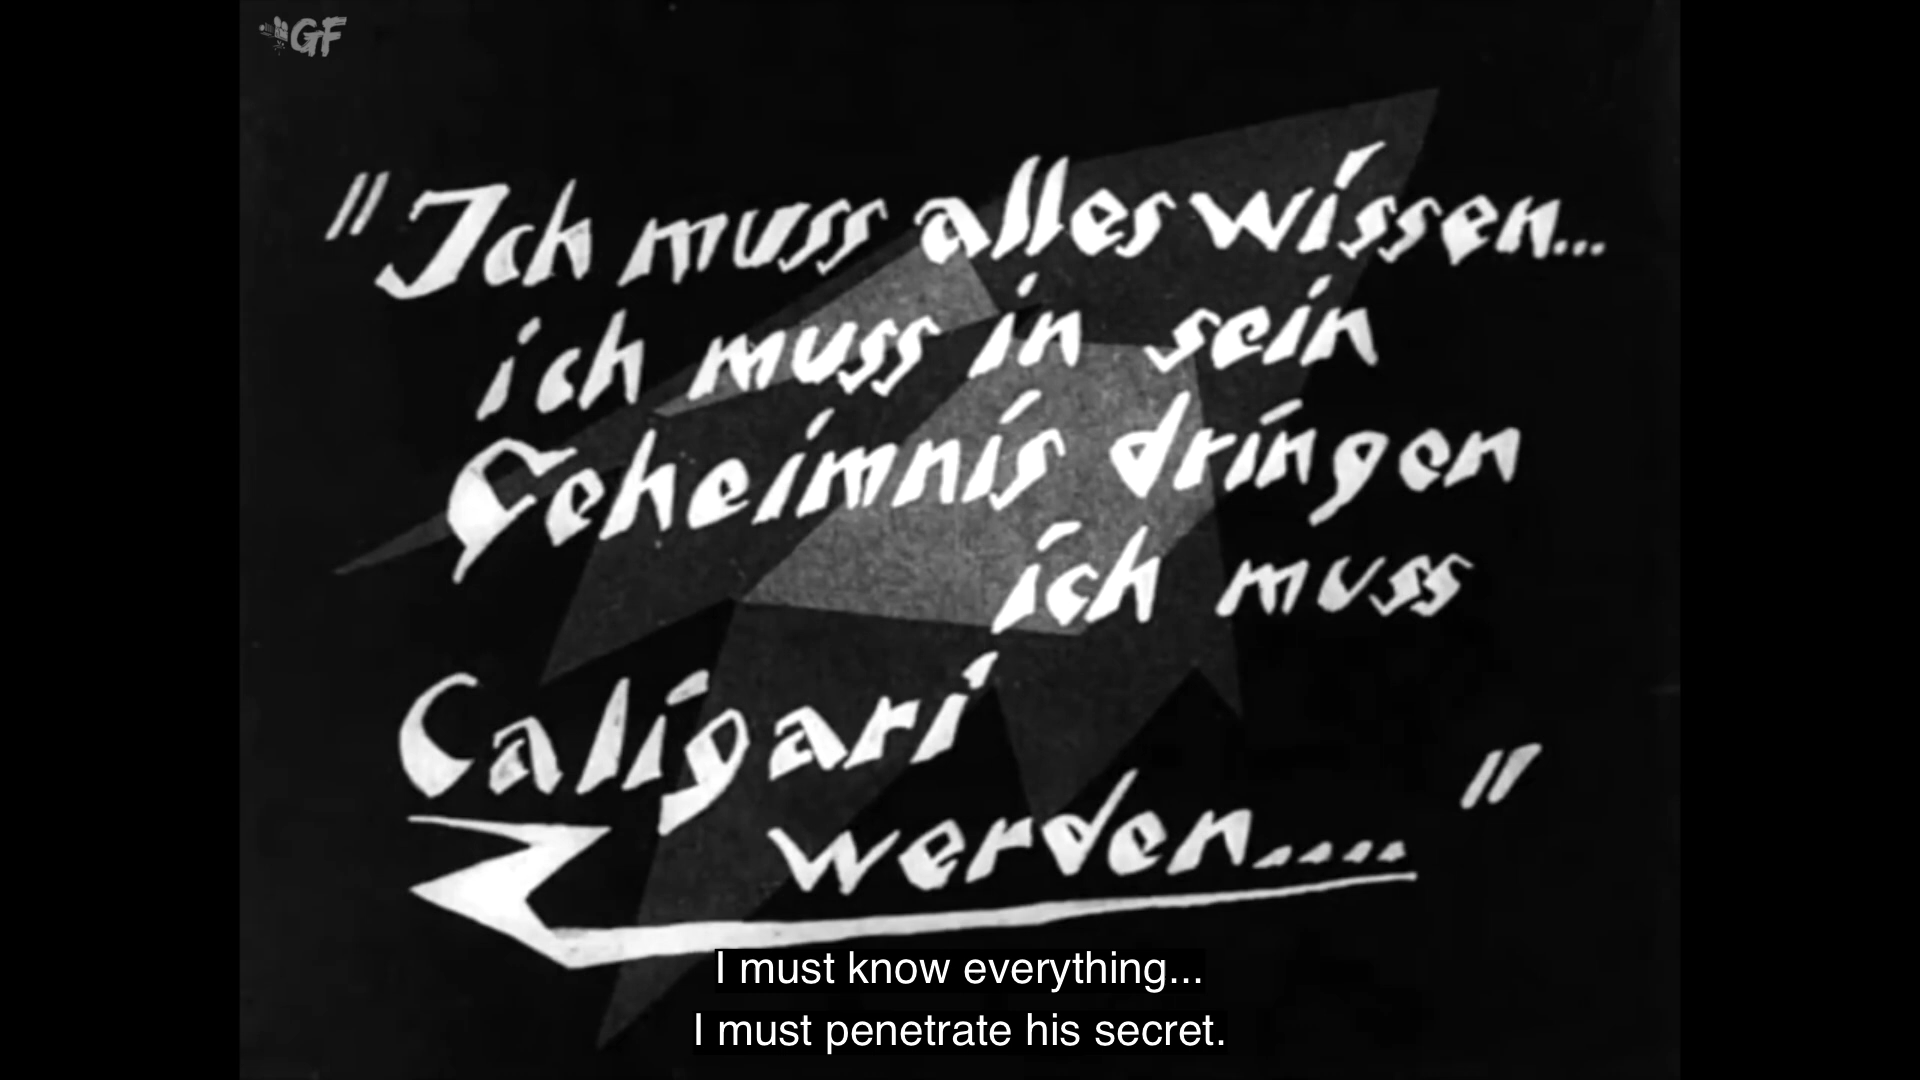 GF
"Ich muss alles wissen...
ich muss in sein
Geheimnis dringen
ich muss
Caligari
werden...."
I must know everything...
I must penetrate his secret.